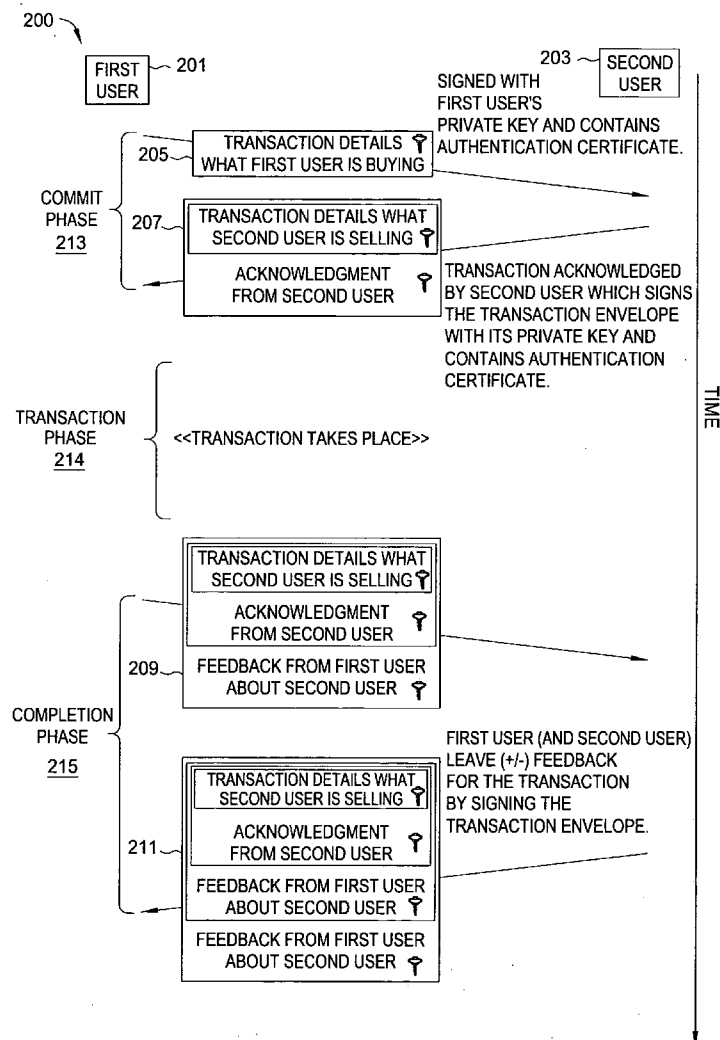 200
FIRST
USER
201
203
SECOND
USER
SIGNED WITH
FIRST USER'S
PRIVATE KEY AND CONTAINS
AUTHENTICATION CERTIFICATE.
TRANSACTION DETAILS
WHAT FIRST USER IS BUYING
205
COMMIT
PHASE
213
207
TRANSACTION DETAILS WHAT
SECOND USER IS SELLING
ACKNOWLEDGMENT
FROM SECOND USER
TRANSACTION ACKNOWLEDGED
BY SECOND USER WHICH SIGNS
THE TRANSACTION ENVELOPE
WITH ITS PRIVATE KEY AND
CONTAINS AUTHENTICATION
CERTIFICATE.
TIME
TRANSACTION
PHASE
214
<<TRANSACTION TAKES PLACE>>
TRANSACTION DETAILS WHAT
SECOND USER IS SELLING
ACKNOWLEDGMENT
FROM SECOND USER
209
FEEDBACK FROM FIRST USER
ABOUT SECOND USER
COMPLETION
PHASE
215
FIRST USER (AND SECOND USER)
LEAVE (+/-) FEEDBACK
FOR THE TRANSACTION
BY SIGNING THE
TRANSACTION ENVELOPE.
TRANSACTION DETAILS WHAT
SECOND USER IS SELLING
211
ACKNOWLEDGMENT
FROM SECOND USER
FEEDBACK FROM FIRST USER
ABOUT SECOND USER
FEEDBACK FROM FIRST USER
ABOUT SECOND USER